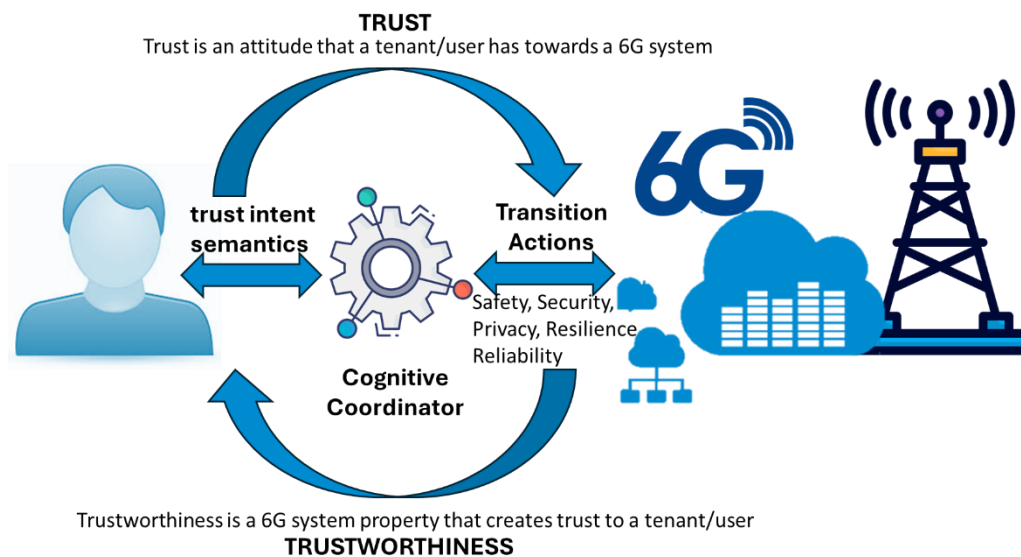 TRUST
Trust is an attitude that a tenant/user has towards a 6G system
6G
trust intent
semantics
Transition
Actions
Safety, Security,
Privacy, Resilience
Reliability
Cognitive
Coordinator
Trustworthiness is a 6G system property that creates trust to a tenant/user
TRUSTWORTHINESS